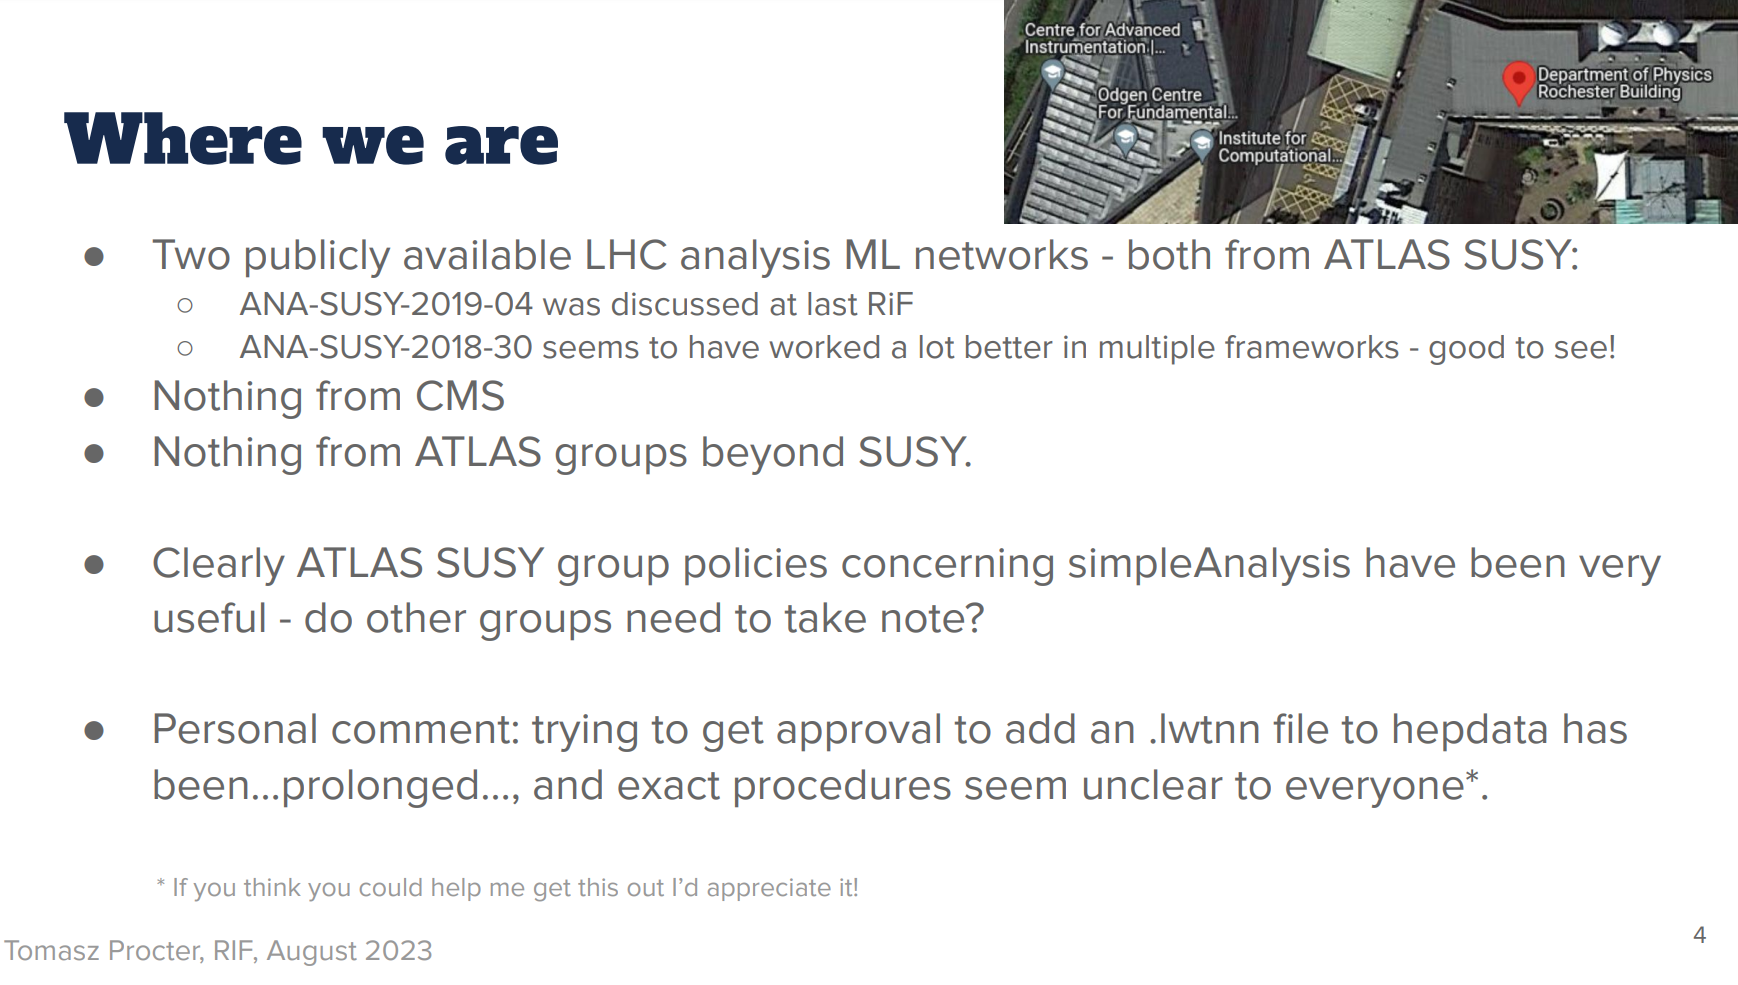 Centre for Advanced
Instrumentation |...
Odgen Centre
For Fundamental...
Institute for
Computational...
Department of Physics
Rochester Building
Where we are
● Two publicly available LHC analysis ML networks - both from ATLAS SUSY:
○ ANA-SUSY-2019-04 was discussed at last RiF
○ ANA-SUSY-2018-30 seems to have worked a lot better in multiple frameworks - good to see!
● Nothing from CMS
● Nothing from ATLAS groups beyond SUSY.
● Clearly ATLAS SUSY group policies concerning simpleAnalysis have been very
useful - do other groups need to take note?
● Personal comment: trying to get approval to add an .lwtnn file to hepdata has
been...prolonged..., and exact procedures seem unclear to everyone*.
* If you think you could help me get this out I'd appreciate it!
Tomasz Procter, RIF, August 2023
4